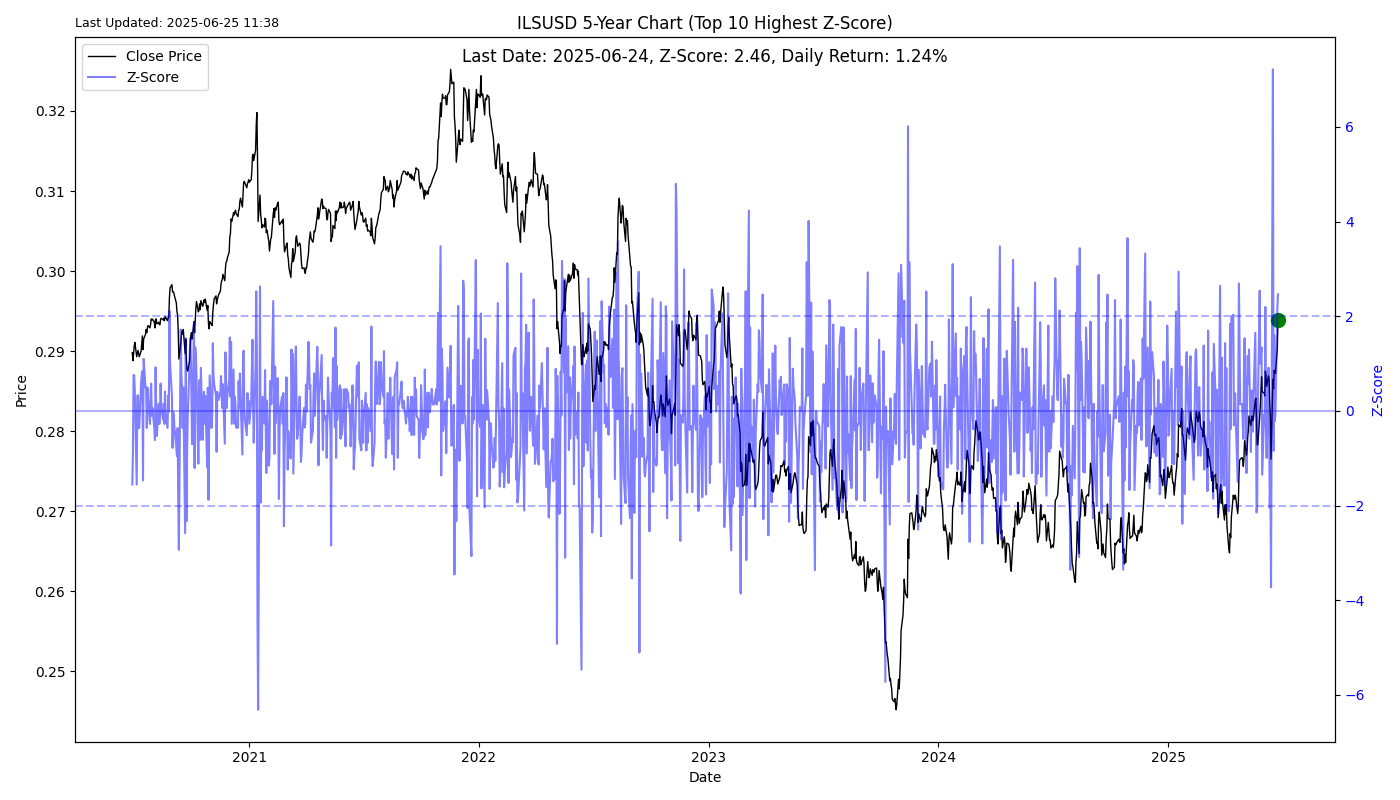 Last Updated: 2025-06-25 11:38
ILSUSD 5-Year Chart (Top 10 Highest Z-Score)
Last Date: 2025-06-24, Z-Score: 2.46, Daily Return: 1.24%
Close Price
Z-Score
0.32
0.31
0.30
0.29
0.28
0.27
0.26
0.25
Price
6
4
2
0
−2
−4
−6
Z-Score
2021
2022
2023
2024
2025
Date